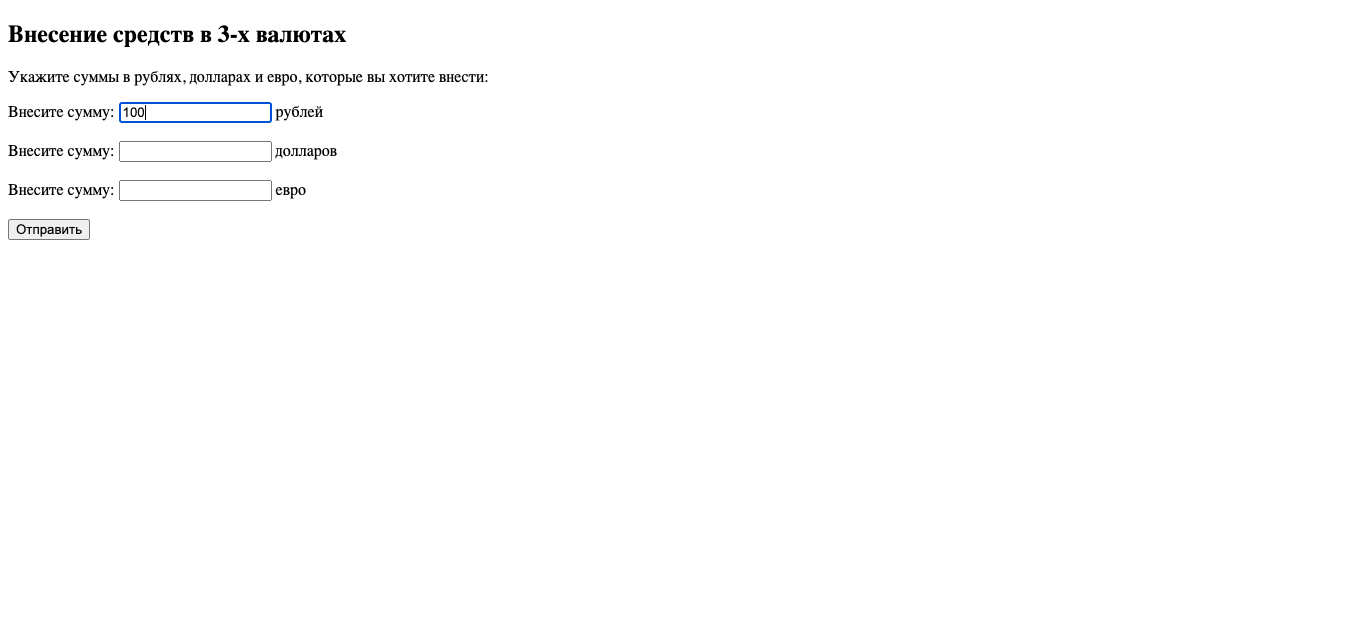 Внесение средств в 3-х валютах
Укажите суммы в рублях, долларах и евро, которые вы хотите внести:
Внесите сумму: 100 рублей
Внесите сумму: долларов
Внесите сумму: евро
Отправить